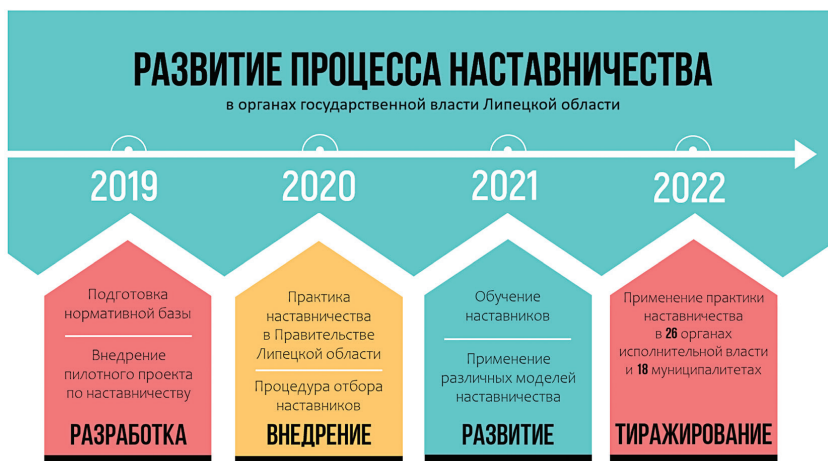 РАЗВИТИЕ ПРОЦЕССА НАСТАВНИЧЕСТВА
в органах государственной власти Липецкой области
2019
2020
2021
2022
Подготовка
нормативной базы
Внедрение
пилотного проекта
по наставничеству
РАЗРАБОТКА
Практика
наставничества
в Правительстве
Липецкой области
Процедура отбора
наставников
ВНЕДРЕНИЕ
Обучение
наставников
Применение
различных моделей
наставничества
РАЗВИТИЕ
Применение практики
наставничества
в 26 органах
исполнительной власти
и 18 муниципалитетах
ТИРАЖИРОВАНИЕ